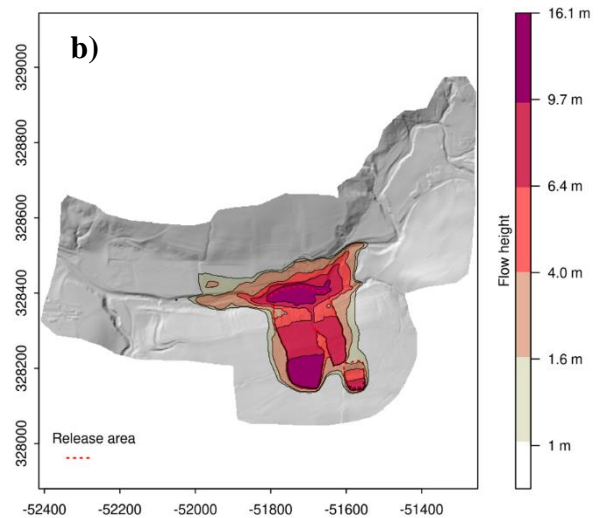 b)
329000
328800
328600
328400
328200
328000
-52400
-52200
-52000
-51800
-51600
-51400
Release area
Flow height
16.1 m
9.7 m
6.4 m
4.0 m
1.6 m
1 m